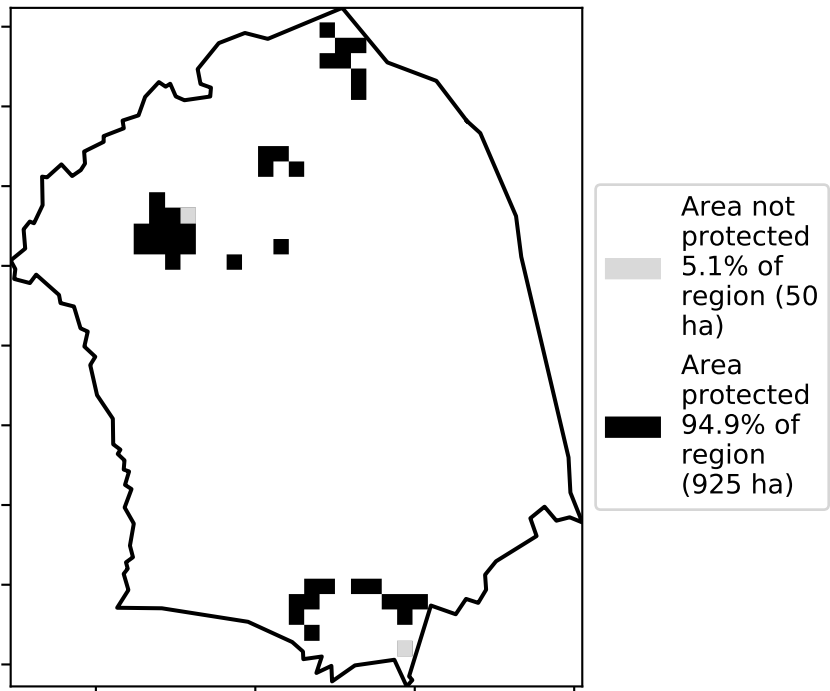 Area not
protected
5.1% of
region (50
ha)
Area
protected
94.9% of
region
(925 ha)